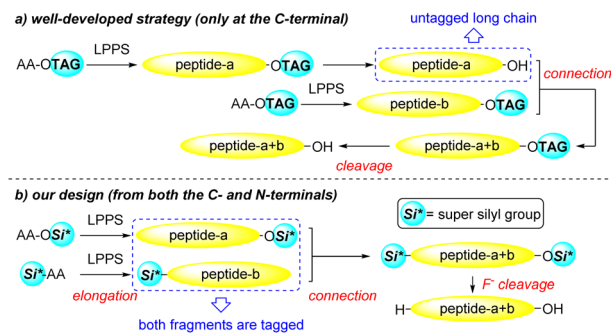 a) well-developed strategy (only at the C-terminal)
untagged long chain
AA-OTAG LPPS peptide-a -OTAG peptide-a -OH
connection
AA-OTAG LPPS peptide-b -OTAG
peptide-a+b -OH cleavage peptide-a+b -OTAG
b) our design (from both the C- and N-terminals)
Si* = super silyl group
AA-OSi* LPPS peptide-a -OSi*
Si*-AA LPPS Si*- peptide-b
elongation
connection
Si*- peptide-a+b -OSi*
F- cleavage
H- peptide-a+b -OH
both fragments are tagged